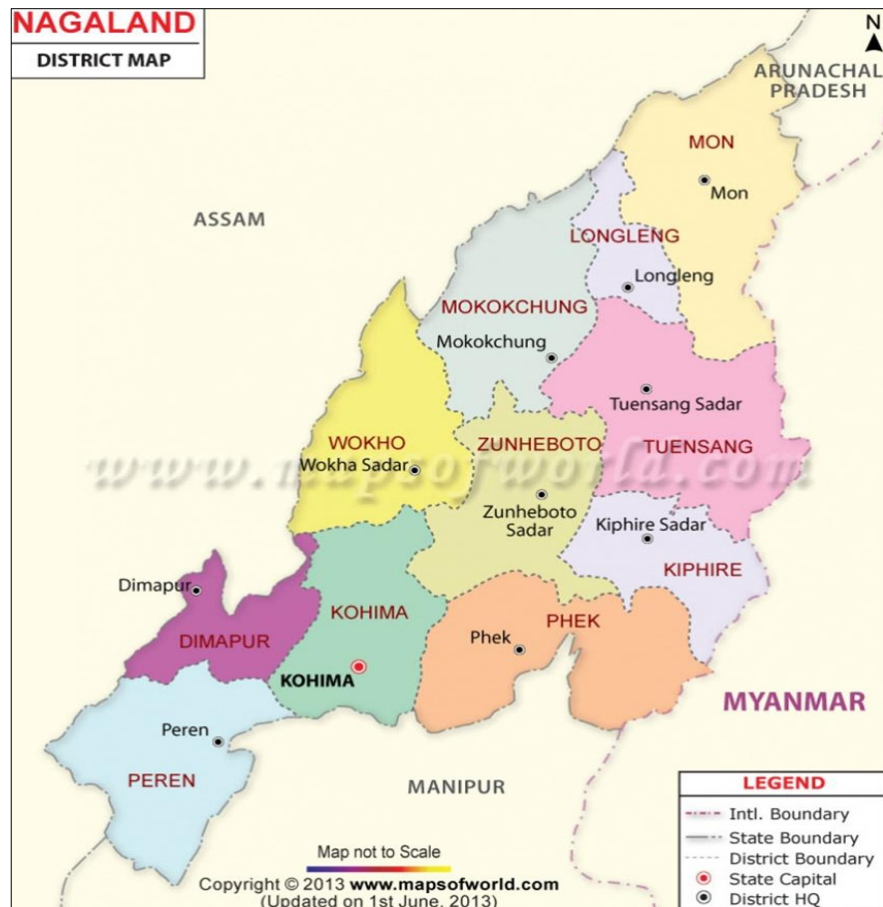 NAGALAND
DISTRICT MAP
N
ARUNACHAL
PRADESH
MON
Mon
ASSAM
LONGLENG
Longleng
MOKOKCHUNG
Mokokchung
Tuensang Sadar
WOKHO
ZUNHEBOTO
TUENSANG
Wokha Sadar
www.mapsofworld.com
Zunheboto
Sadar
Kiphire Sadar
KIPHIRE
Dimapur
DIMAPUR
KOHIMA
PHEK
Phek
KOHIMA
MYANMAR
Peren
PEREN
MANIPUR
LEGEND
Intl. Boundary
State Boundary
District Boundary
State Capital
District HQ
Map not to Scale
Copyright © 2013 www.mapsofworld.com
(Updated on 1st June, 2013)